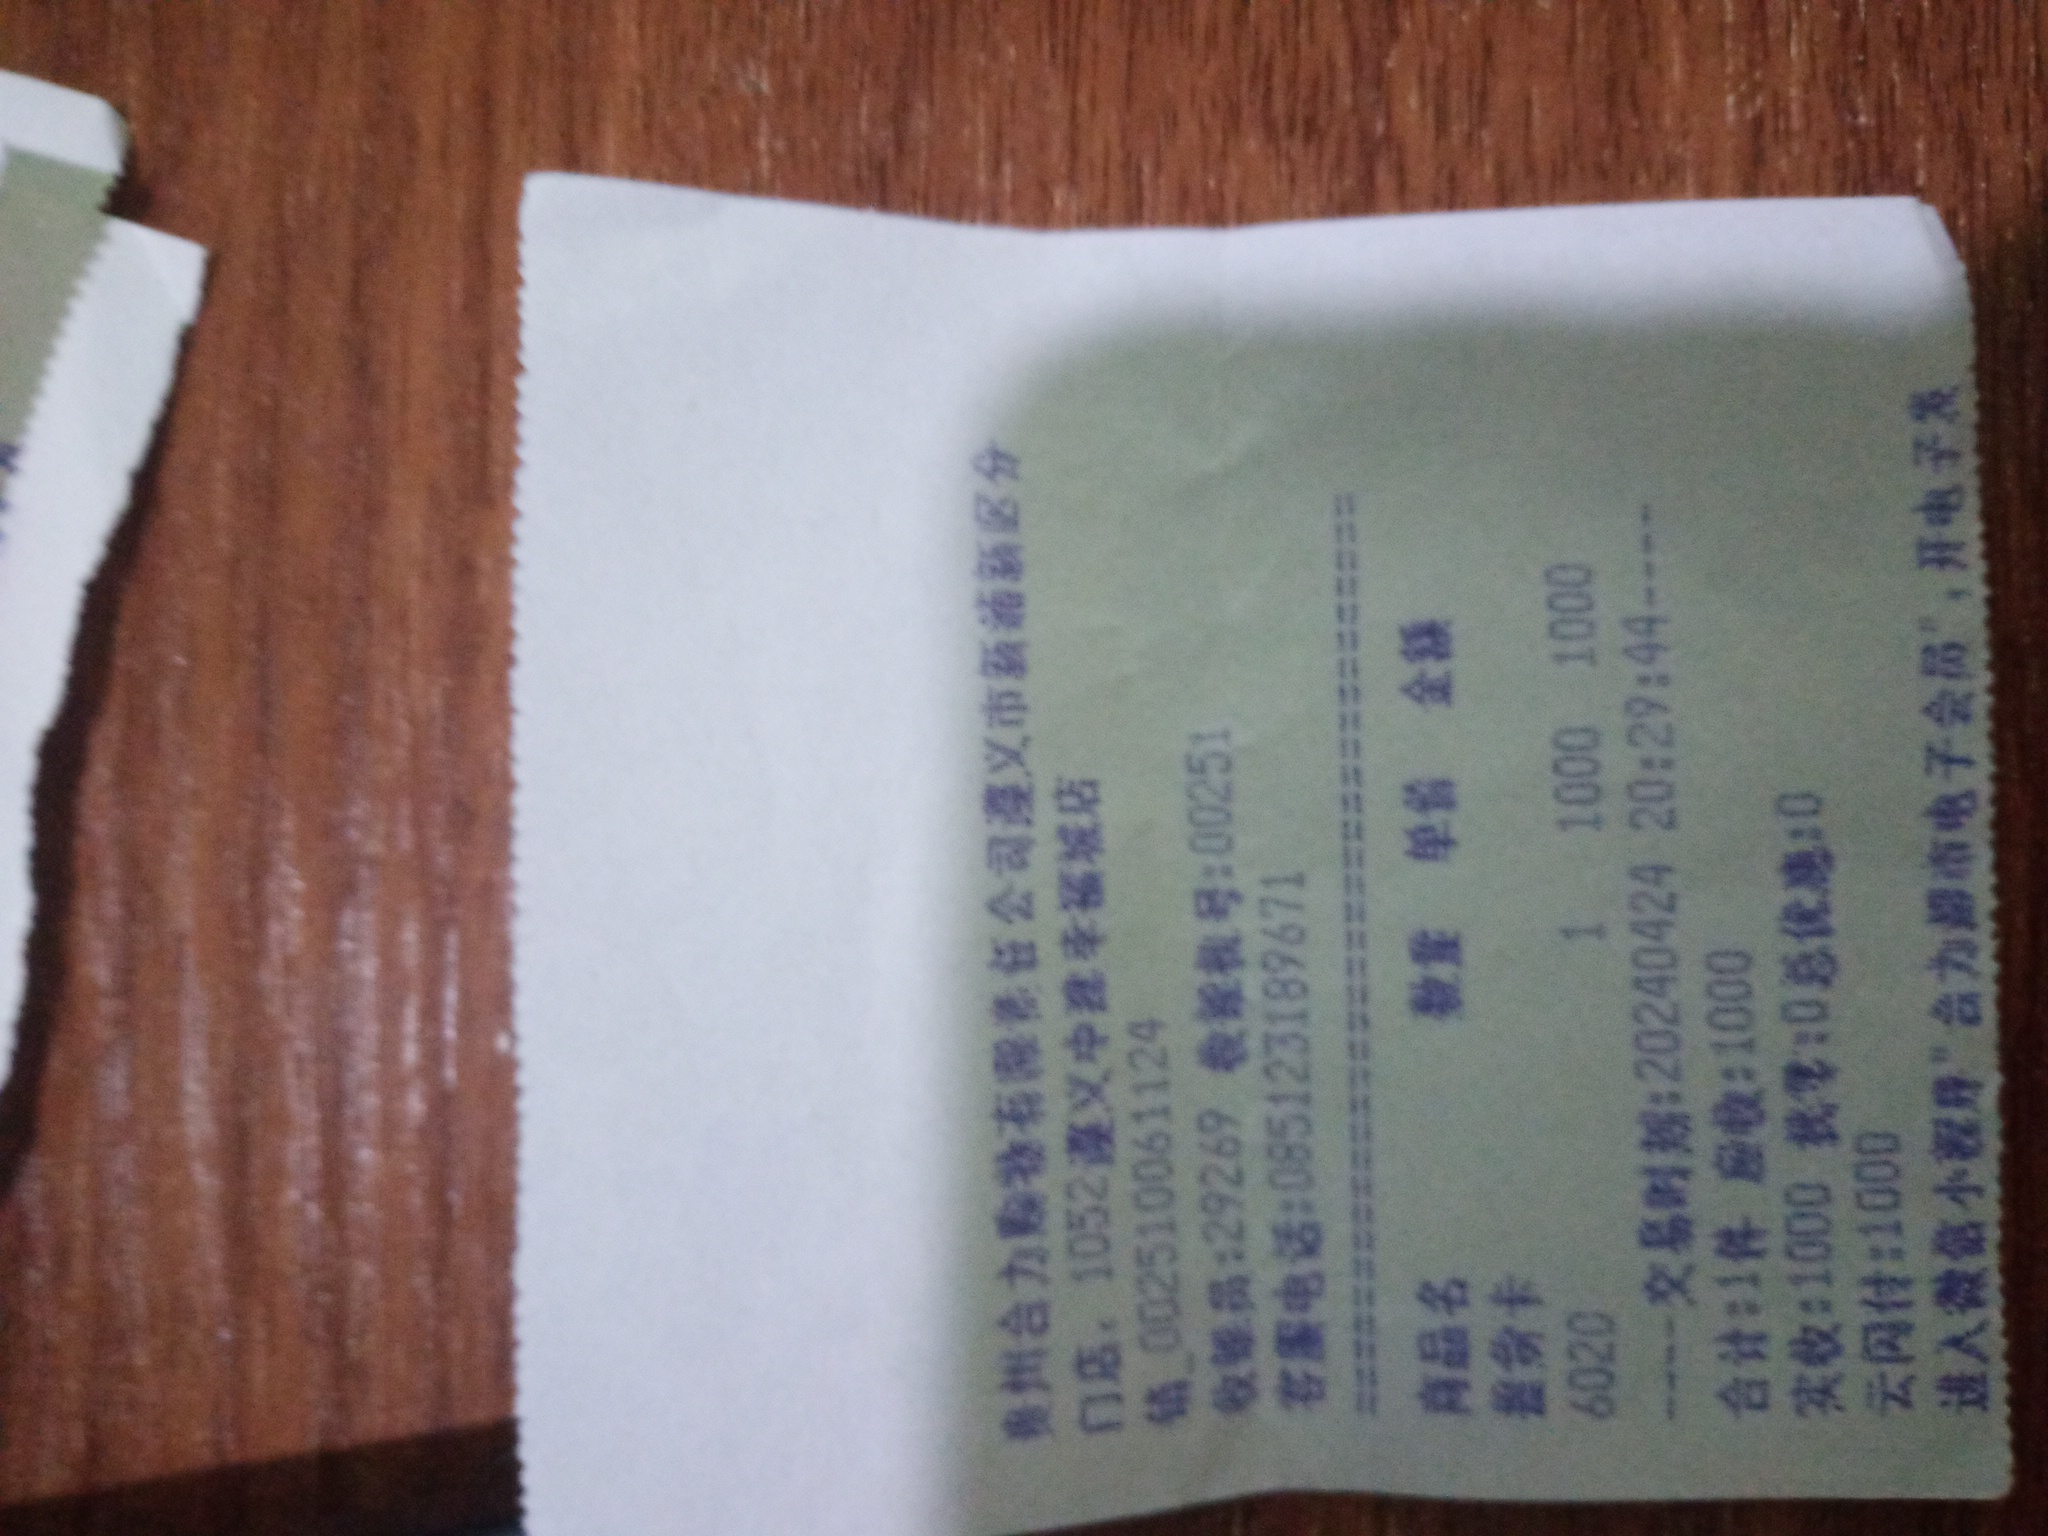 贵州合力购物有限责任公司遵义市新浦新区分
门店：1052遵义中建幸福城店
销_002510061124
收银员:29269 收银机号:00251
客服电话:085123189671
==========================
商品名 数量 单价 金额
提货卡
6020 1 1000 1000
-----交易时期:20240424 20:29:44----
合计:1件 应收:1000
实收:1000 找零:0总优惠:0
云闪付:1000
进入微信小程序"合力超市电子会员",开电子发